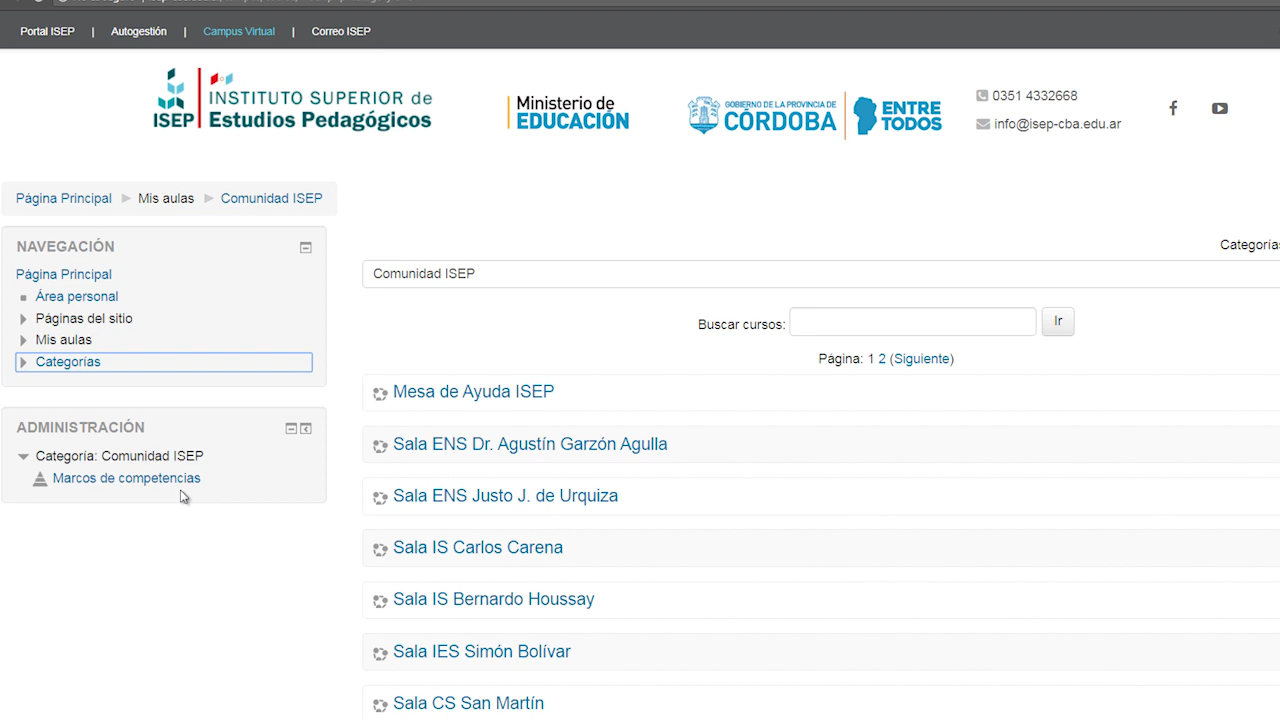 Portal ISEP | Autogestión | Campus Virtual | Correo ISEP
ISEP INSTITUTO SUPERIOR de Estudios Pedagógicos
Ministerio de EDUCACIÓN
GOBIERNO DE LA PROVINCIA DE CÓRDOBA
ENTRE TODOS
0351 4332668
info@isep-cba.edu.ar
Página Principal Mis aulas Comunidad ISEP
NAVEGACIÓN
Página Principal
Área personal
Páginas del sitio
Mis aulas
Categorías
ADMINISTRACIÓN
Categoría: Comunidad ISEP
Marcos de competencias
Categorías
Comunidad ISEP
Buscar cursos: Ir
Página: 1 2 (Siguiente)
Mesa de Ayuda ISEP
Sala ENS Dr. Agustín Garzón Agulla
Sala ENS Justo J. de Urquiza
Sala IS Carlos Carena
Sala IS Bernardo Houssay
Sala IES Simón Bolívar
Sala CS San Martín